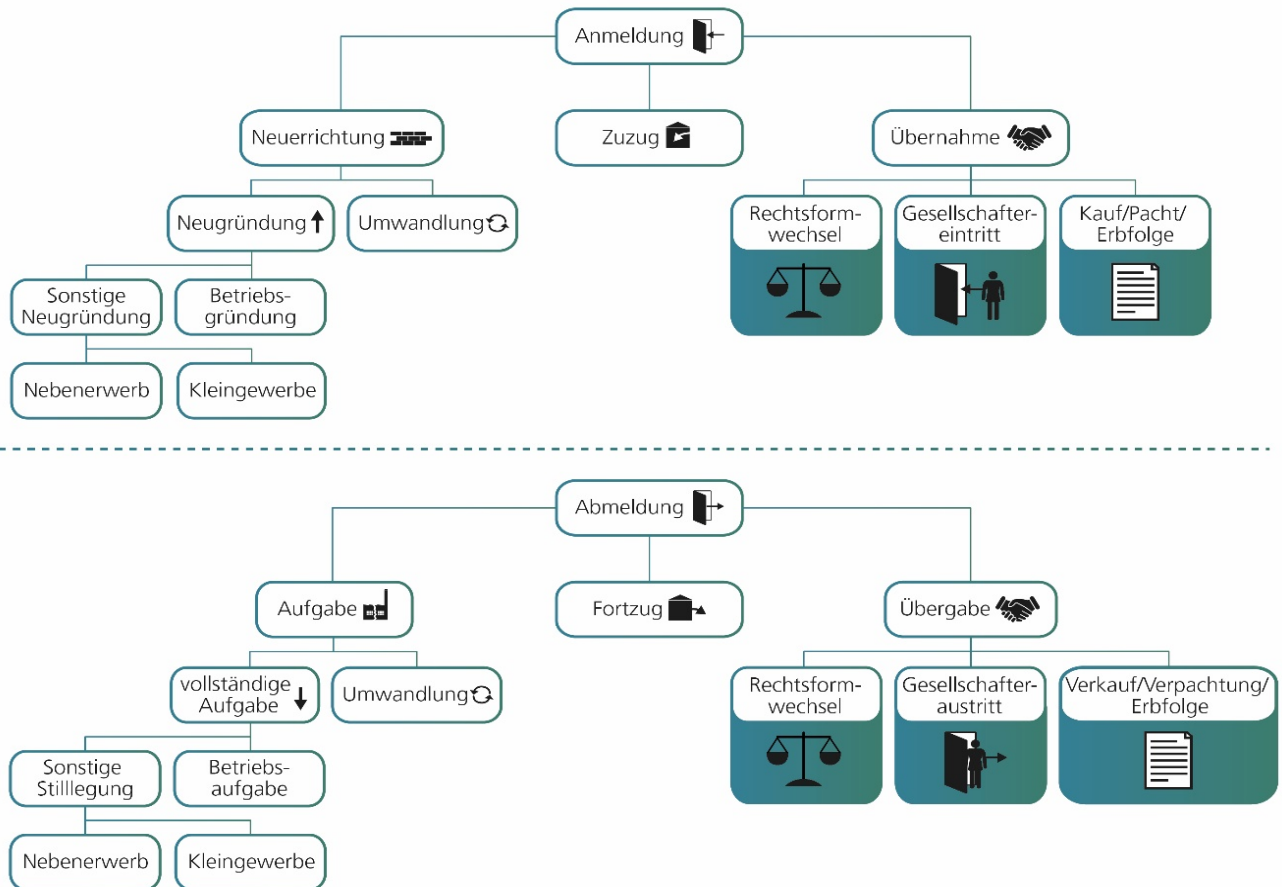 Anmeldung
Neuerrichtung
Zuzug
Übernahme
Neugründung
Umwandlung
Rechtsform-
wechsel
Gesellschafter-
eintritt
Kauf/Pacht/
Erbfolge
Sonstige
Neugründung
Betriebs-
gründung
Nebenerwerb
Kleingewerbe
Abmeldung
Aufgabe
Fortzug
Übergabe
vollständige
Aufgabe
Umwandlung
Rechtsform-
wechsel
Gesellschafter-
austritt
Verkauf/Verpachtung/
Erbfolge
Sonstige
Stilllegung
Betriebs-
aufgabe
Nebenerwerb
Kleingewerbe